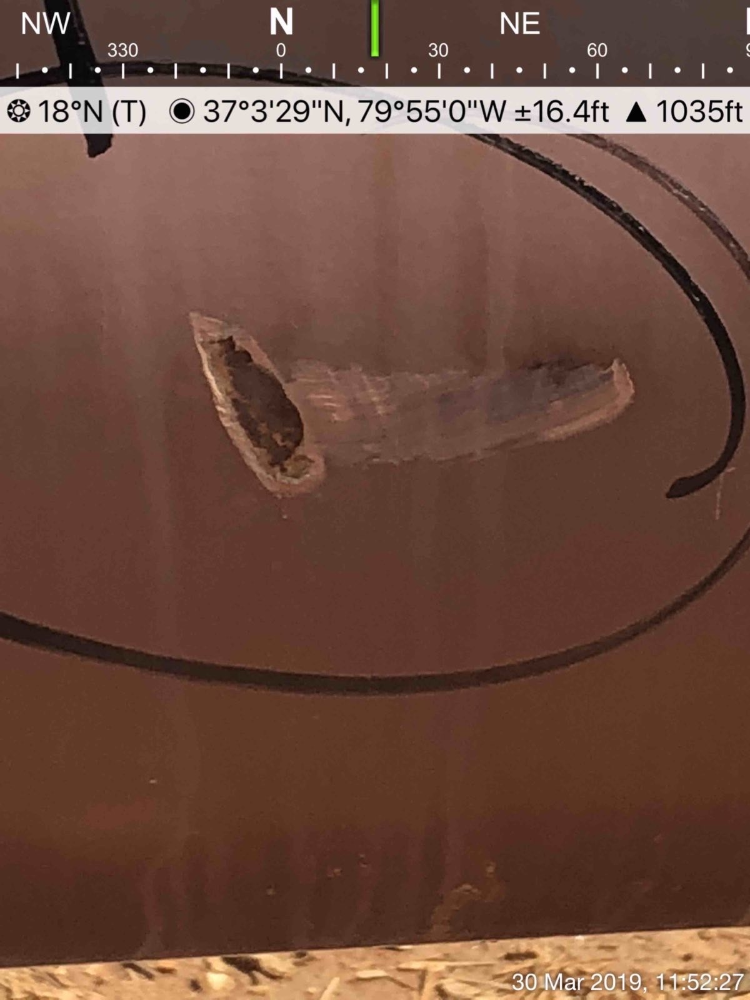 NW N NE
330 0 30 60
18°N (T) 37°3'29"N, 79°55'0"W ±16.4ft ▲ 1035ft
30 Mar 2019, 11:52:27